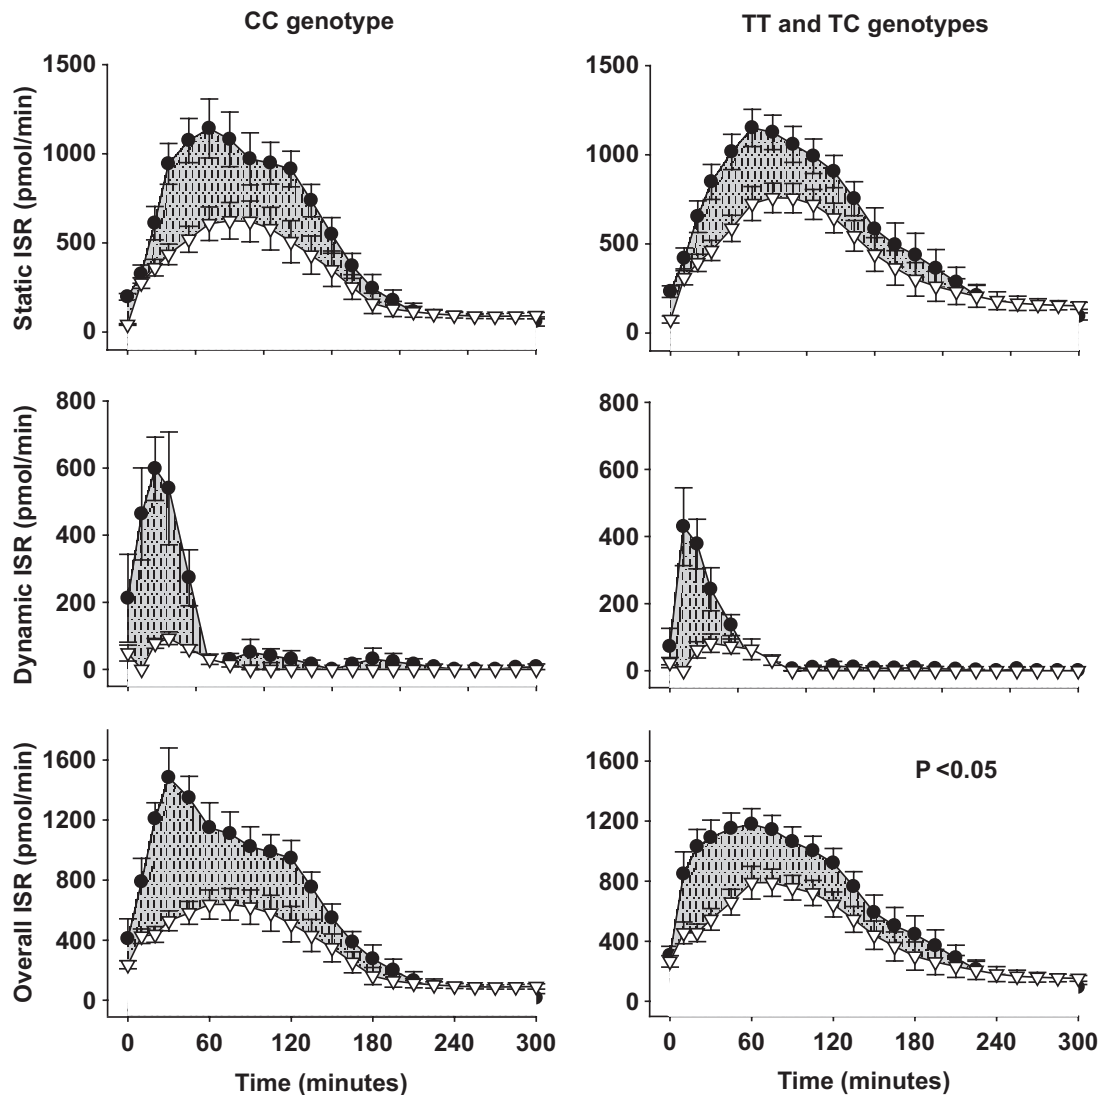 CC genotype
TT and TC genotypes
Static ISR (pmol/min)
1500
1000
500
0
1500
1000
500
0
Dynamic ISR (pmol/min)
800
600
400
200
0
800
600
400
200
0
Overall ISR (pmol/min)
1600
1200
800
400
0
1600
1200
800
400
0
P <0.05
0 60 120 180 240 300
0 60 120 180 240 300
Time (minutes)
Time (minutes)